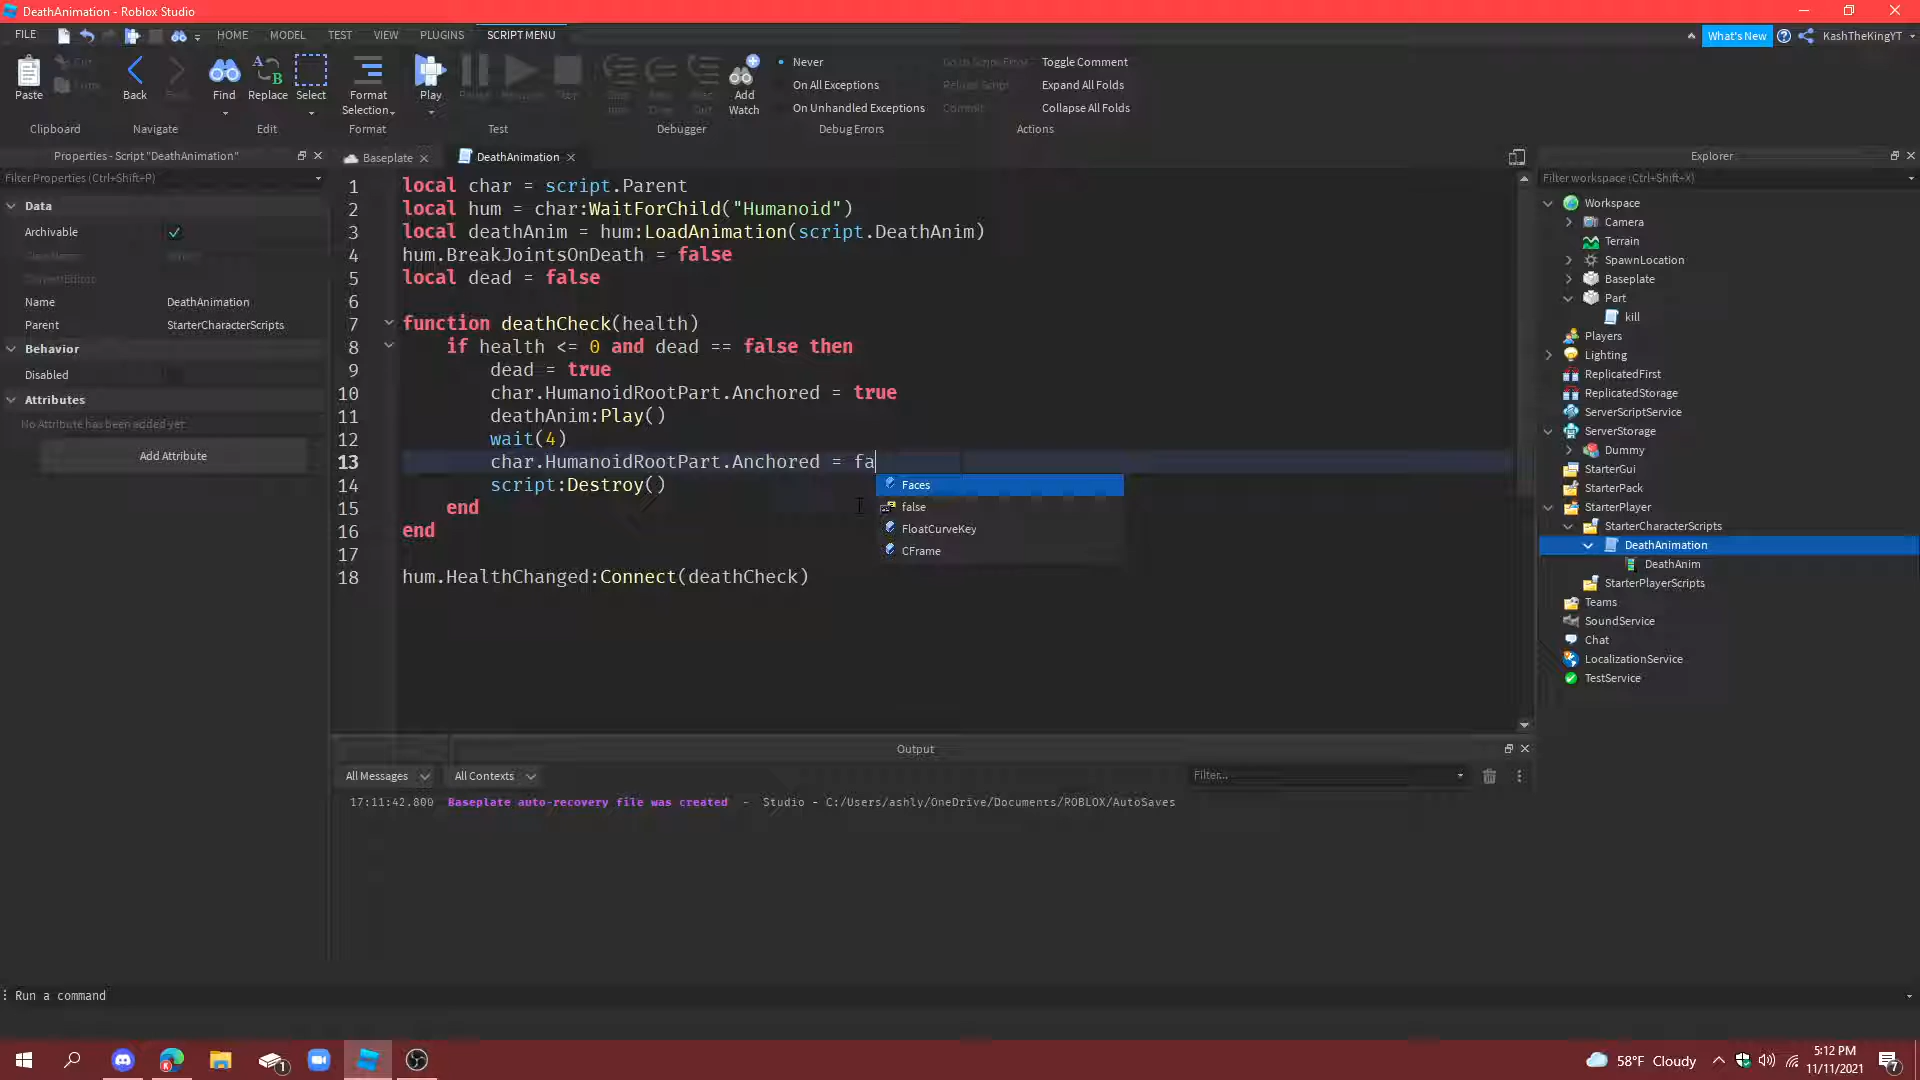 DeathAnimation - Roblox Studio
FILE
HOME
MODEL
TEST
VIEW
PLUGINS
SCRIPT MENU
What's New
KashTheKingYT
Paste
Back
Find
Replace
Select
Format
Selection
Play
Add
Watch
Never
On All Exceptions
On Unhandled Exceptions
Go to Script Error
Reload Script
Commit
Toggle Comment
Expand All Folds
Collapse All Folds
Clipboard
Navigate
Edit
Format
Test
Debugger
Debug Errors
Actions
Properties - Script "DeathAnimation"
Filter Properties (Ctrl+Shift+P)
Data
Archivable
Name DeathAnimation
Parent StarterCharacterScripts
Behavior
Disabled
Attributes
No Attribute has been added yet
Add Attribute
Baseplate
DeathAnimation
1 local char = script.Parent
2 local hum = char:WaitForChild("Humanoid")
3 local deathAnim = hum:LoadAnimation(script.DeathAnim)
4 hum.BreakJointsOnDeath = false
5 local dead = false
6
7 function deathCheck(health)
8 if health <= 0 and dead == false then
9 dead = true
10 char.HumanoidRootPart.Anchored = true
11 deathAnim:Play()
12 wait(4)
13 char.HumanoidRootPart.Anchored = fa
14 script:Destroy()
15 end
16 end
17
18 hum.HealthChanged:Connect(deathCheck)
Faces
false
FloatCurveKey
CFrame
Output
All Messages
All Contexts
Filter...
17:11:42.800 Baseplate auto-recovery file was created - Studio - C:/Users/ashly/OneDrive/Documents/ROBLOX/AutoSaves
Explorer
Filter workspace (Ctrl+Shift+X)
Workspace
Camera
Terrain
SpawnLocation
Baseplate
Part
kill
Players
Lighting
ReplicatedFirst
ReplicatedStorage
ServerScriptService
ServerStorage
Dummy
StarterGui
StarterPack
StarterPlayer
StarterCharacterScripts
DeathAnimation
DeathAnim
StarterPlayerScripts
Teams
SoundService
Chat
LocalizationService
TestService
Run a command
1
58°F Cloudy
5:12 PM
11/11/2021
7